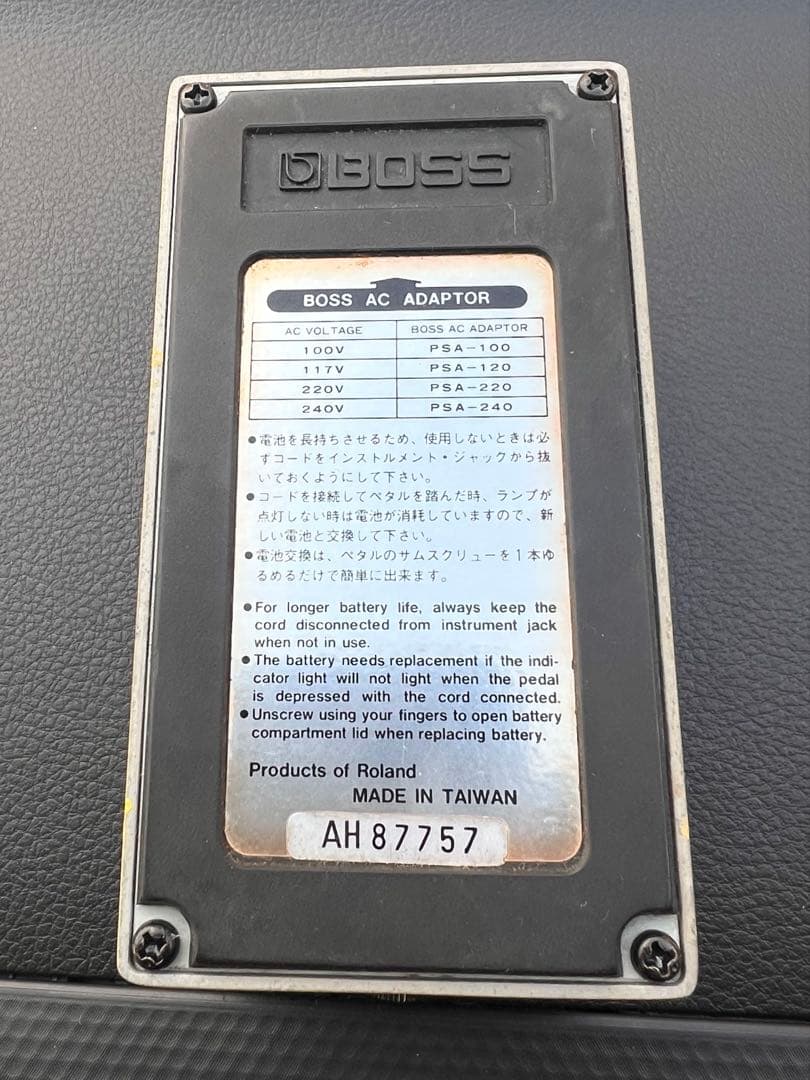 BOSS
BOSS AC ADAPTOR
AC VOLTAGE BOSS AC ADAPTOR
100V PSA-100
117V PSA-120
220V PSA-220
240V PSA-240
●電池を長持ちさせるため、使用しないときは必
ずコードをインストルメント・ジャックから抜
いておくようにして下さい。
●コードを接続してペタルを踏んだ時、ランプが
点灯しない時は電池が消耗していますので、新
しい電池と交換して下さい。
●電池交換は、ペタルのサムスクリューを1本ゆ
るめるだけで簡単に出来ます。
●For longer battery life, always keep the
cord disconnected from instrument jack
when not in use.
●The battery needs replacement if the indi-
cator light will not light when the pedal
is depressed with the cord connected.
●Unscrew using your fingers to open battery
compartment lid when replacing battery.
Products of Roland
MADE IN TAIWAN
AH87757